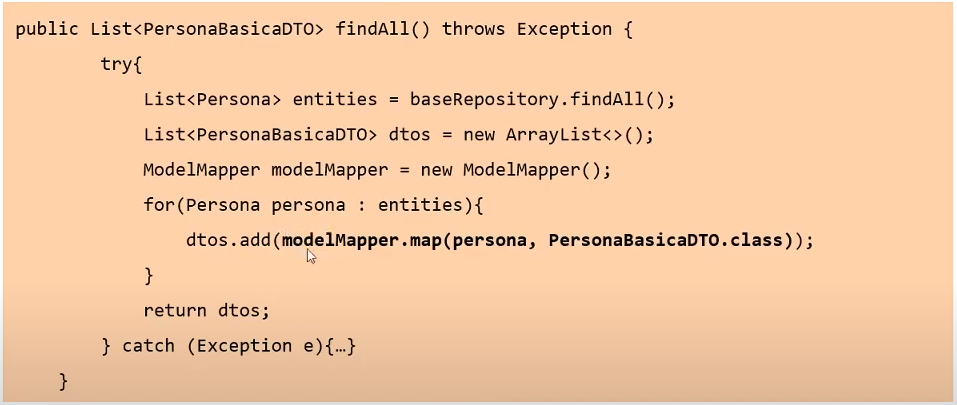 public List<PersonaBasicaDTO> findAll() throws Exception {
try{
List<Persona> entities = baseRepository.findAll();
List<PersonaBasicaDTO> dtos = new ArrayList<>();
ModelMapper modelMapper = new ModelMapper();
for(Persona persona : entities){
dtos.add(modelMapper.map(persona, PersonaBasicaDTO.class));
}
return dtos;
} catch (Exception e){…}
}